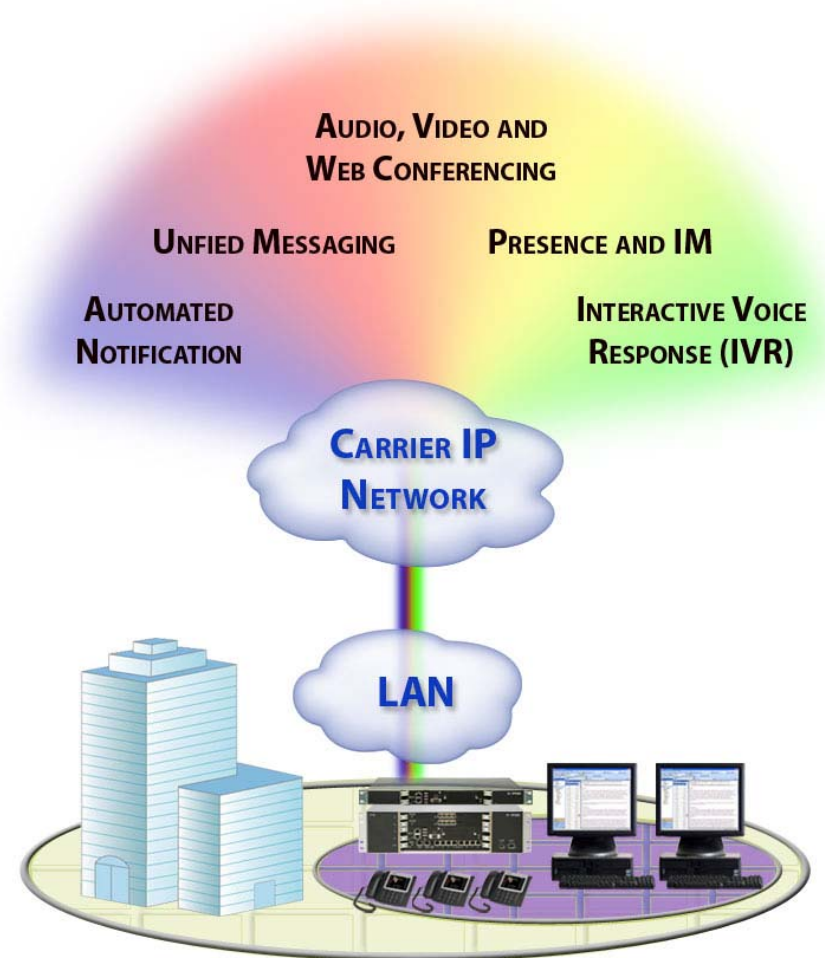 AUDIO, VIDEO AND
WEB CONFERENCING
UNFIED MESSAGING
PRESENCE AND IM
AUTOMATED
NOTIFICATION
INTERACTIVE VOICE
RESPONSE (IVR)
CARRIER IP
NETWORK
LAN